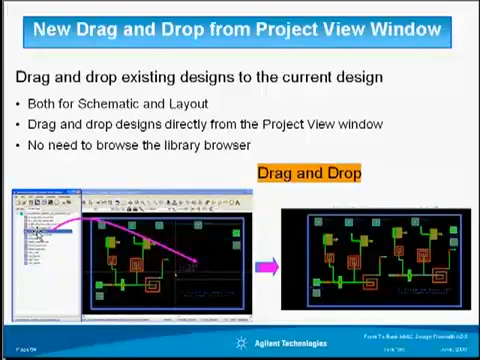 New Drag and Drop from Project View Window
Drag and drop existing designs to the current design
• Both for Schematic and Layout
• Drag and drop designs directly from the Project View window
• No need to browse the library browser
Drag and Drop
Agilent Technologies